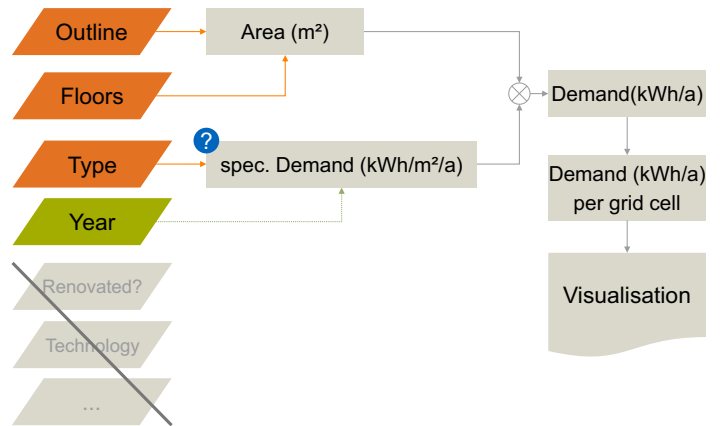 Outline
Area (m²)
Floors
Demand(kWh/a)
?
Type
spec. Demand (kWh/m²/a)
Demand (kWh/a)
per grid cell
Year
Renovated?
Visualisation
Technology
...